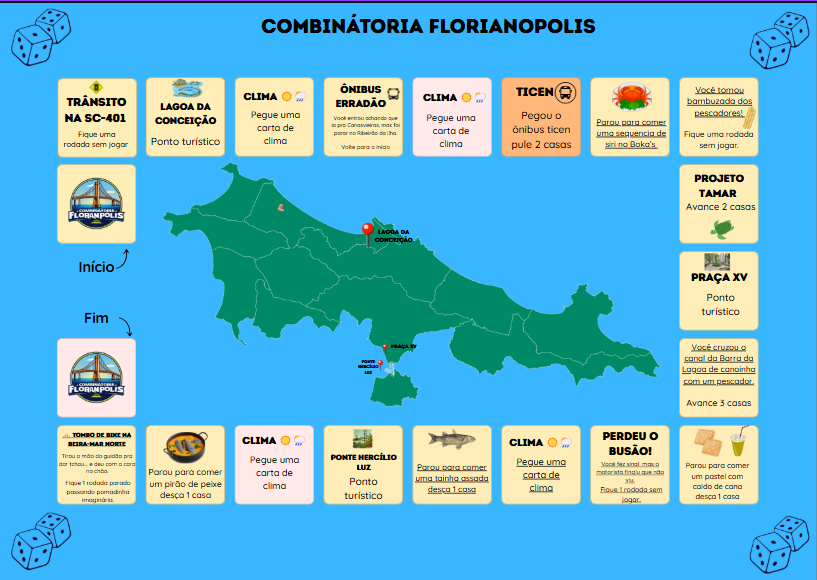 COMBINÁTORIA FLORIANOPOLIS
TRÂNSITO
NA SC-401
Fique uma
rodada sem jogar
LAGOA DA
CONCEIÇÃO
Ponto turístico
CLIMA
Pegue uma
carta de
clima
ÔNIBUS
ERRADÃO
Você entrou achando que
ia pra Canasvieiras, mas foi
parar no Ribeirão da Ilha.
Volte para o início
CLIMA
Pegue uma
carta de
clima
TICEN
Pegou o
ônibus ticen
pule 2 casas
Parou para comer
uma sequencia de
siri no Boka's.
Você tomou
bambuzada dos
pescadores!
Fique uma rodada
sem jogar.
COMBINÁTORIA
FLORIANPOLIS
Início
PROJETO
TAMAR
Avance 2 casas
LAGOA DA
CONCEIÇÃO
PRAÇA XV
Ponto
turístico
Fim
PRAÇA XV
PONTE
HERCÍLIO
LUZ
COMBINÁTORIA
FLORIANPOLIS
Você cruzou o
canal da Barra da
Lagoa de canoinha
com um pescador.
Avance 3 casas
TOMBO DE BIKE NA
BEIRA-MAR NORTE
Tirou a mão do guidão pra
dar tchau... e deu com a cara
no chão.
Fique 1 rodada parado
passando pomadinha
imaginária.
Parou para comer
um pirão de peixe
desça 1 casa
CLIMA
Pegue uma
carta de
clima
PONTE HERCÍLIO
LUZ
Ponto
turístico
Parou para comer
uma tainha assada
desça 1 casa
CLIMA
Pegue uma
carta de
clima
PERDEU O
BUSÃO!
Você fez sinal, mas o
motorista fingiu que não
viu.
Fique 1 rodada sem
jogar.
Parou para comer
um pastel com
caldo de cana
desça 1 casa